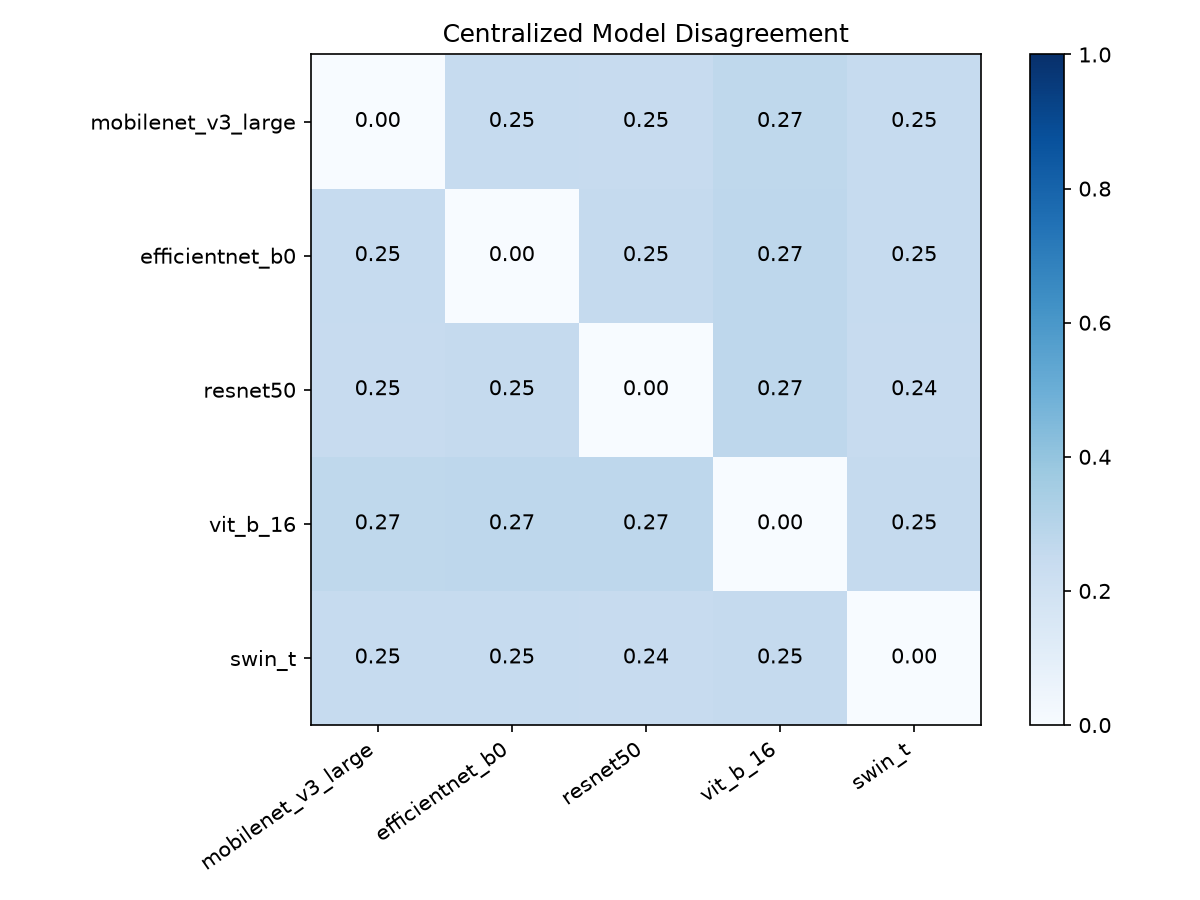 Centralized Model Disagreement
mobilenet_v3_large 0.00 0.25 0.25 0.27 0.25
efficientnet_b0 0.25 0.00 0.25 0.27 0.25
resnet50 0.25 0.25 0.00 0.27 0.24
vit_b_16 0.27 0.27 0.27 0.00 0.25
swin_t 0.25 0.25 0.24 0.25 0.00
mobilenet_v3_large efficientnet_b0 resnet50 vit_b_16 swin_t
1.0
0.8
0.6
0.4
0.2
0.0